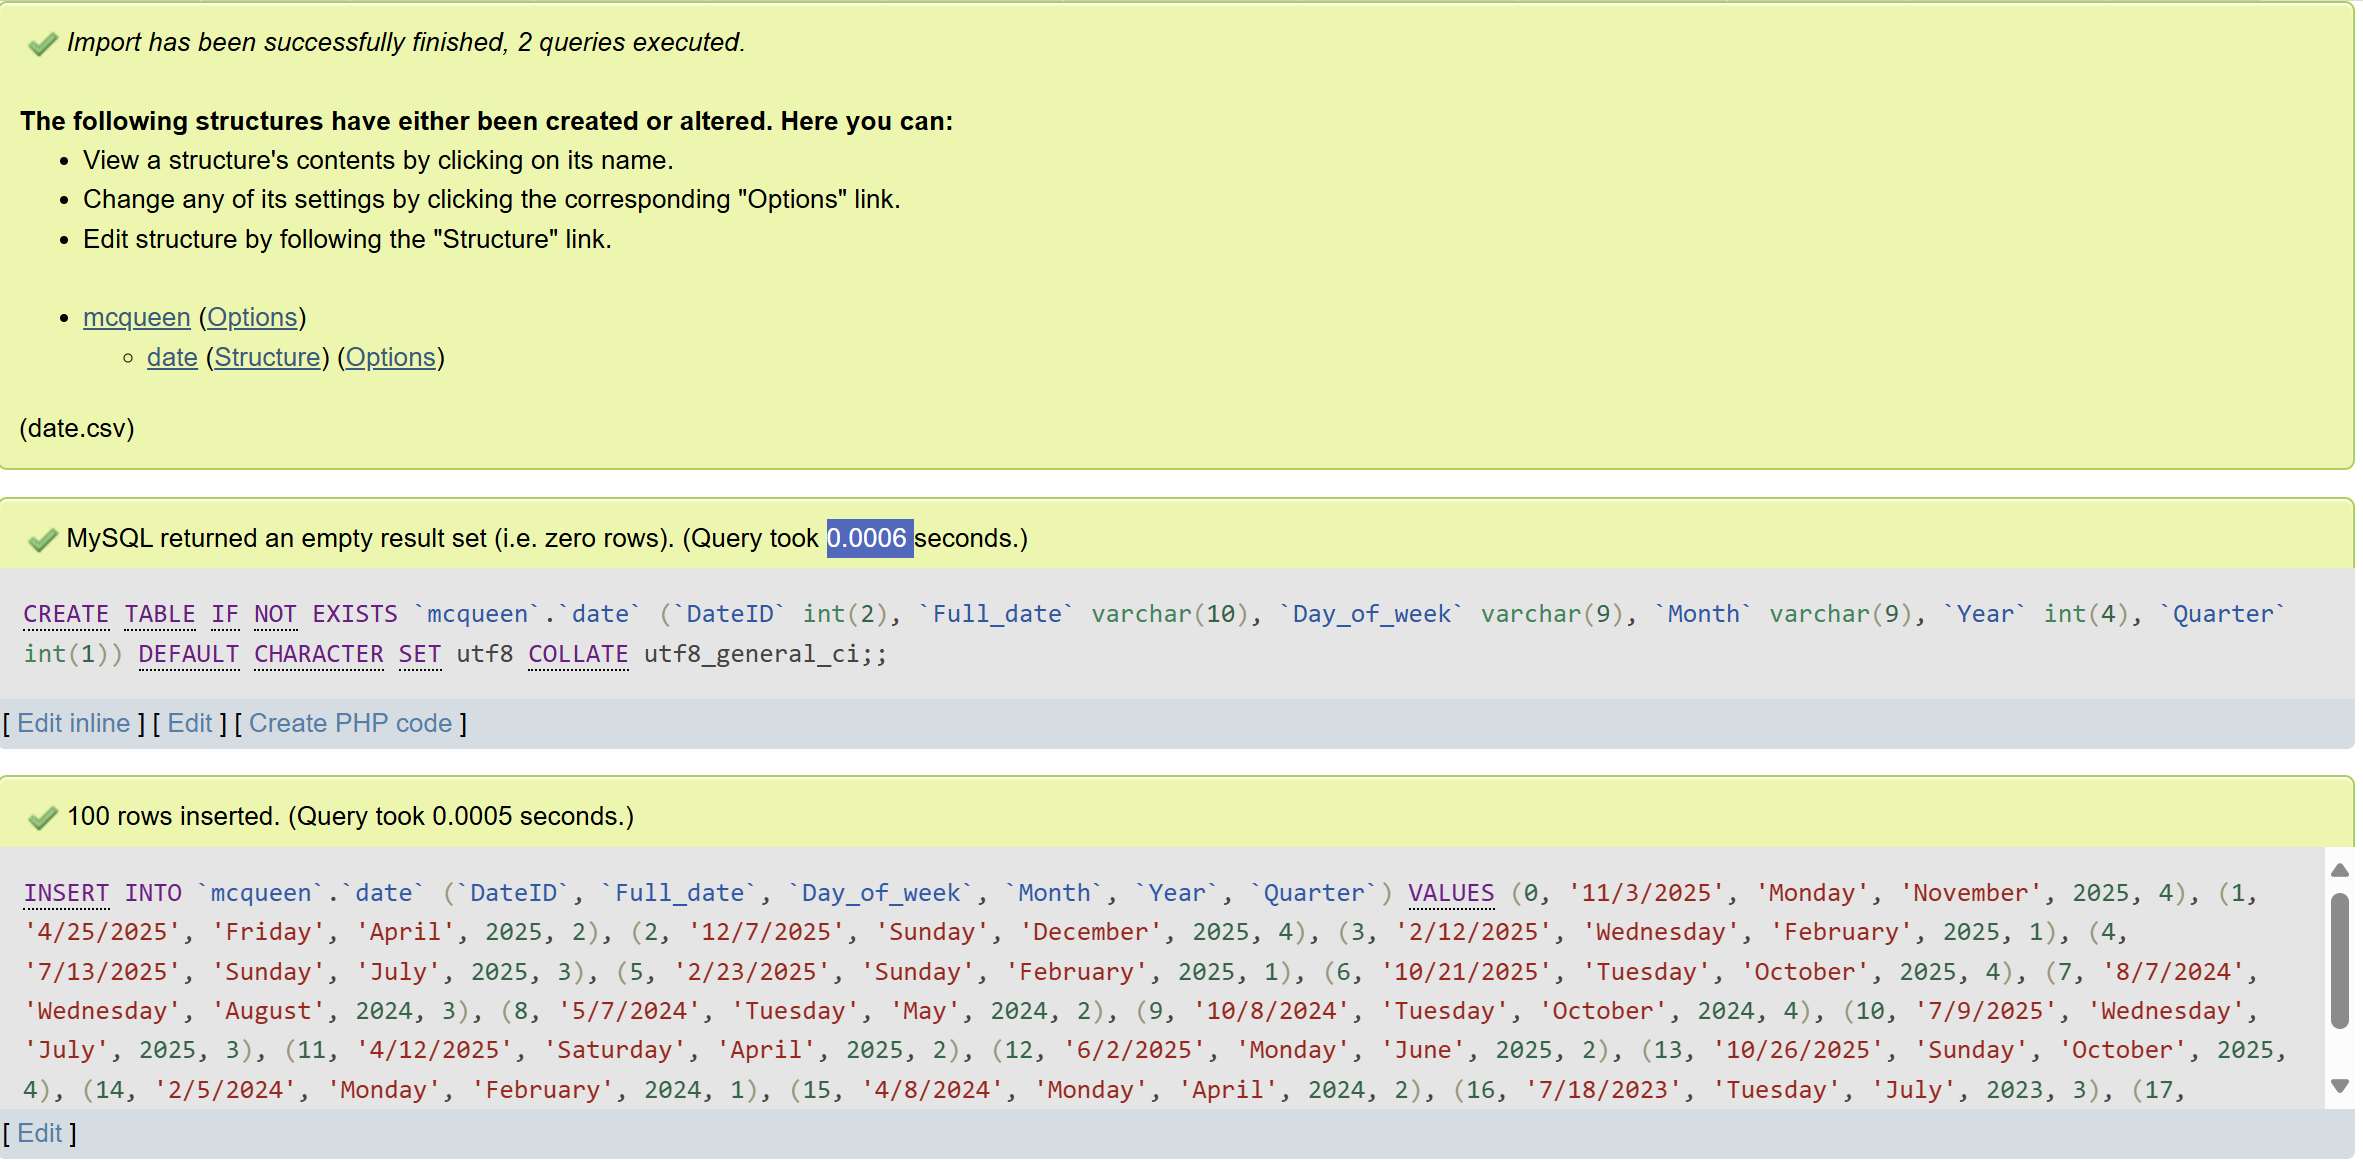 Import has been successfully finished, 2 queries executed.
The following structures have either been created or altered. Here you can:
• View a structure's contents by clicking on its name.
• Change any of its settings by clicking the corresponding "Options" link.
• Edit structure by following the "Structure" link.
• mcqueen (Options)
◦ date (Structure) (Options)
(date.csv)
MySQL returned an empty result set (i.e. zero rows). (Query took 0.0006 seconds.)
CREATE TABLE IF NOT EXISTS `mcqueen`.`date` (`DateID` int(2), `Full_date` varchar(10), `Day_of_week` varchar(9), `Month` varchar(9), `Year` int(4), `Quarter`
int(1)) DEFAULT CHARACTER SET utf8 COLLATE utf8_general_ci;;
[ Edit inline ] [ Edit ] [ Create PHP code ]
100 rows inserted. (Query took 0.0005 seconds.)
INSERT INTO `mcqueen`.`date` (`DateID`, `Full_date`, `Day_of_week`, `Month`, `Year`, `Quarter`) VALUES (0, '11/3/2025', 'Monday', 'November', 2025, 4), (1,
'4/25/2025', 'Friday', 'April', 2025, 2), (2, '12/7/2025', 'Sunday', 'December', 2025, 4), (3, '2/12/2025', 'Wednesday', 'February', 2025, 1), (4,
'7/13/2025', 'Sunday', 'July', 2025, 3), (5, '2/23/2025', 'Sunday', 'February', 2025, 1), (6, '10/21/2025', 'Tuesday', 'October', 2025, 4), (7, '8/7/2024',
'Wednesday', 'August', 2024, 3), (8, '5/7/2024', 'Tuesday', 'May', 2024, 2), (9, '10/8/2024', 'Tuesday', 'October', 2024, 4), (10, '7/9/2025', 'Wednesday',
'July', 2025, 3), (11, '4/12/2025', 'Saturday', 'April', 2025, 2), (12, '6/2/2025', 'Monday', 'June', 2025, 2), (13, '10/26/2025', 'Sunday', 'October', 2025,
4), (14, '2/5/2024', 'Monday', 'February', 2024, 1), (15, '4/8/2024', 'Monday', 'April', 2024, 2), (16, '7/18/2023', 'Tuesday', 'July', 2023, 3), (17,
[ Edit ]